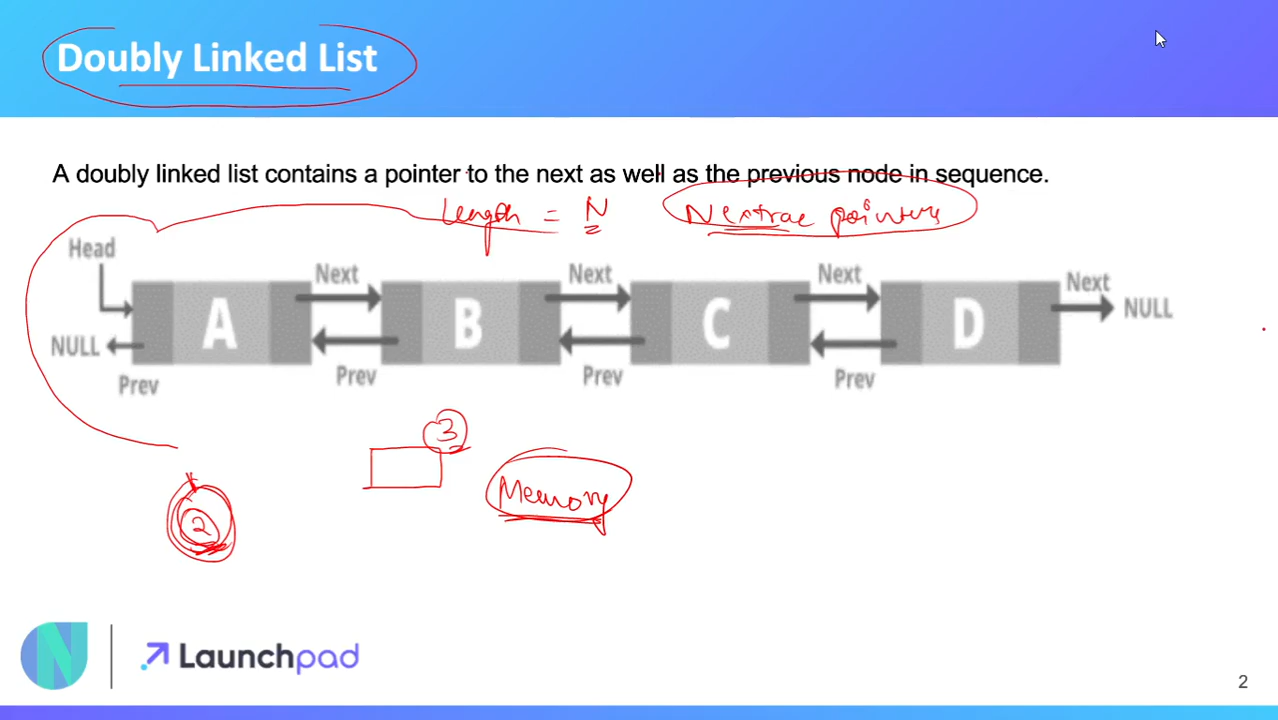 Doubly Linked List
A doubly linked list contains a pointer to the next as well as the previous node in sequence.
Length = N
N extrae pointers
Head
Next
Next
Next
Next
A
B
C
D
NULL
NULL
Prev
Prev
Prev
Prev
3
2
Memory
N
Launchpad
2